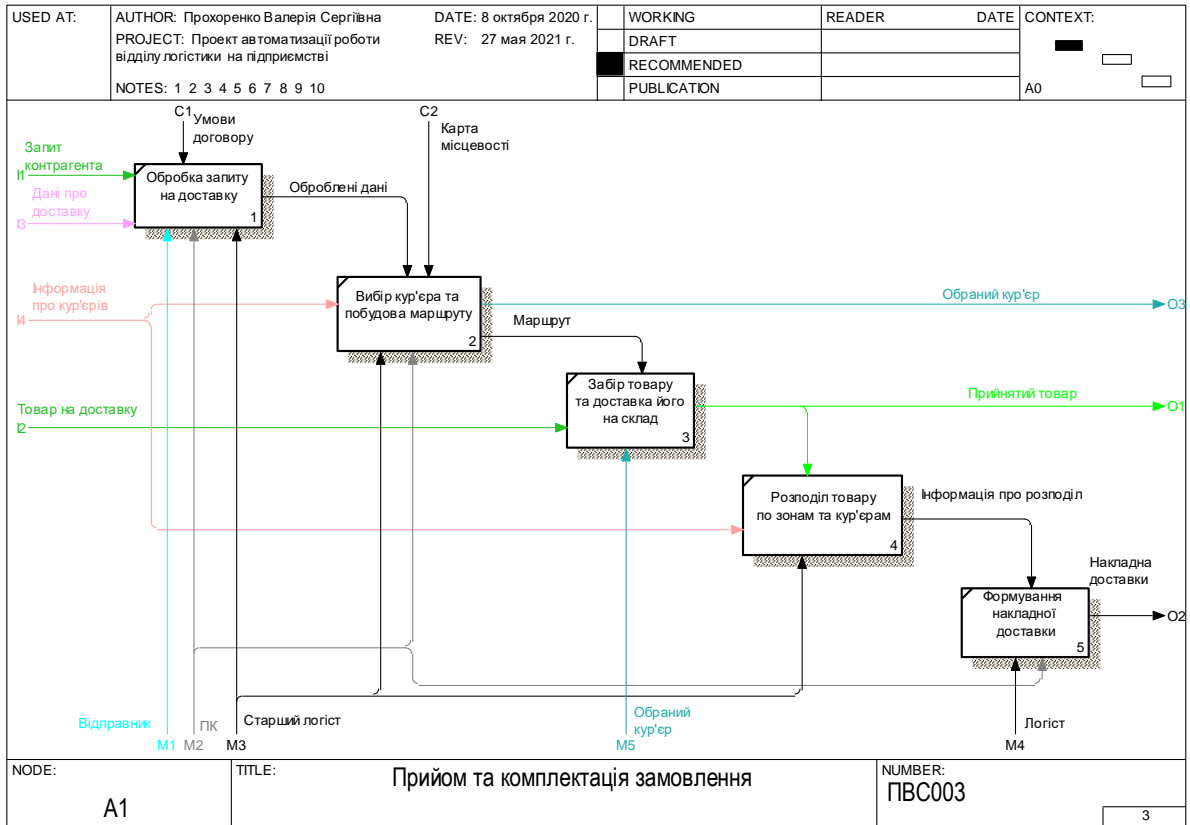 USED AT:
AUTHOR: Прохоренко Валерія Сергіївна
DATE: 8 октября 2020 г.
PROJECT: Проект автоматизації роботи
відділу логістики на підприємстві
REV: 27 мая 2021 г.
NOTES: 1 2 3 4 5 6 7 8 9 10
WORKING
DRAFT
RECOMMENDED
PUBLICATION
READER
DATE
CONTEXT:
A0
C1
Умови
договору
C2
Карта
місцевості
Запит
контрагента
I1
Дані про
доставку
I3
Обробка запиту
на доставку
1
Оброблені дані
Інформація
про кур'єрів
I4
Вибір кур'єра та
побудова маршруту
2
Обраний кур'єр
O3
Маршрут
Товар на доставку
I2
Забір товару
та доставка його
на склад
3
Прийнятий товар
O1
Розподіл товару
по зонам та кур'єрам
4
Інформація про розподіл
Накладна
доставки
Формування
накладної
доставки
5
O2
Відправник
M1
ПК
M2
Старший логіст
M3
Обраний
кур'єр
M5
Логіст
M4
NODE:
A1
TITLE:
Прийом та комплектація замовлення
NUMBER:
ПВС003
3